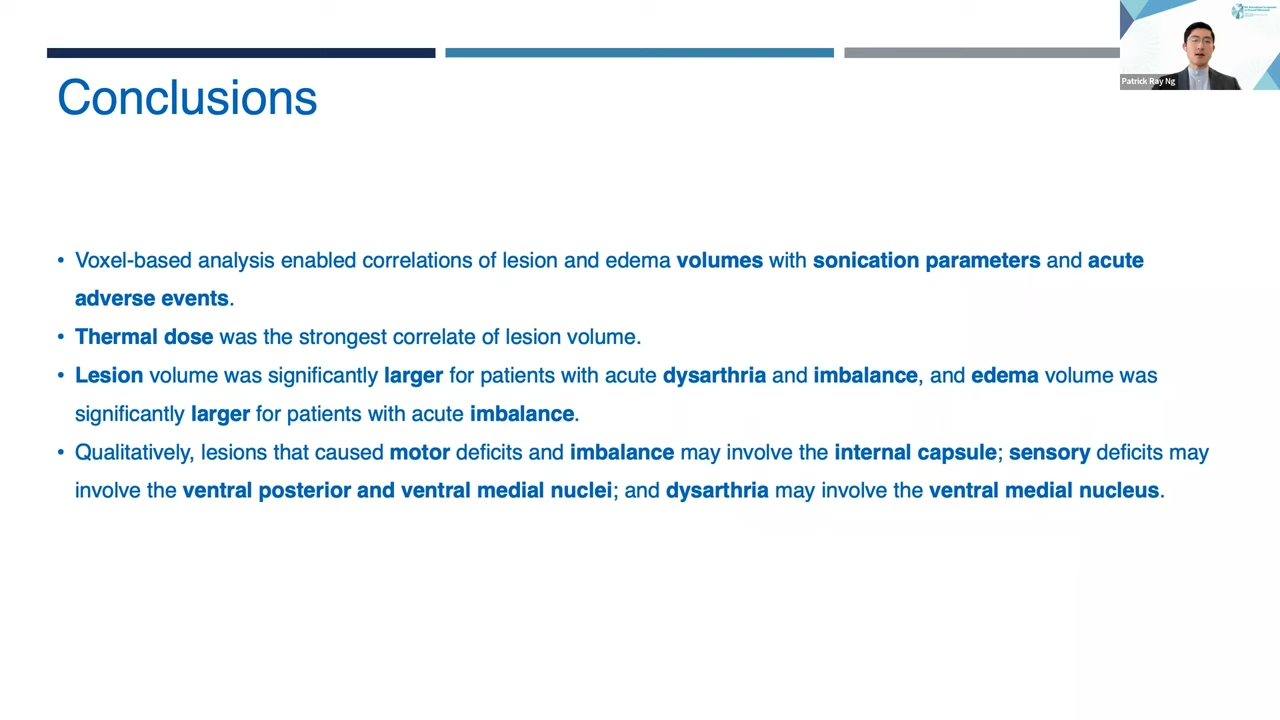 Conclusions
• Voxel-based analysis enabled correlations of lesion and edema volumes with sonication parameters and acute
adverse events.
• Thermal dose was the strongest correlate of lesion volume.
• Lesion volume was significantly larger for patients with acute dysarthria and imbalance, and edema volume was
significantly larger for patients with acute imbalance.
• Qualitatively, lesions that caused motor deficits and imbalance may involve the internal capsule; sensory deficits may
involve the ventral posterior and ventral medial nuclei; and dysarthria may involve the ventral medial nucleus.
Patrick Ray Ng